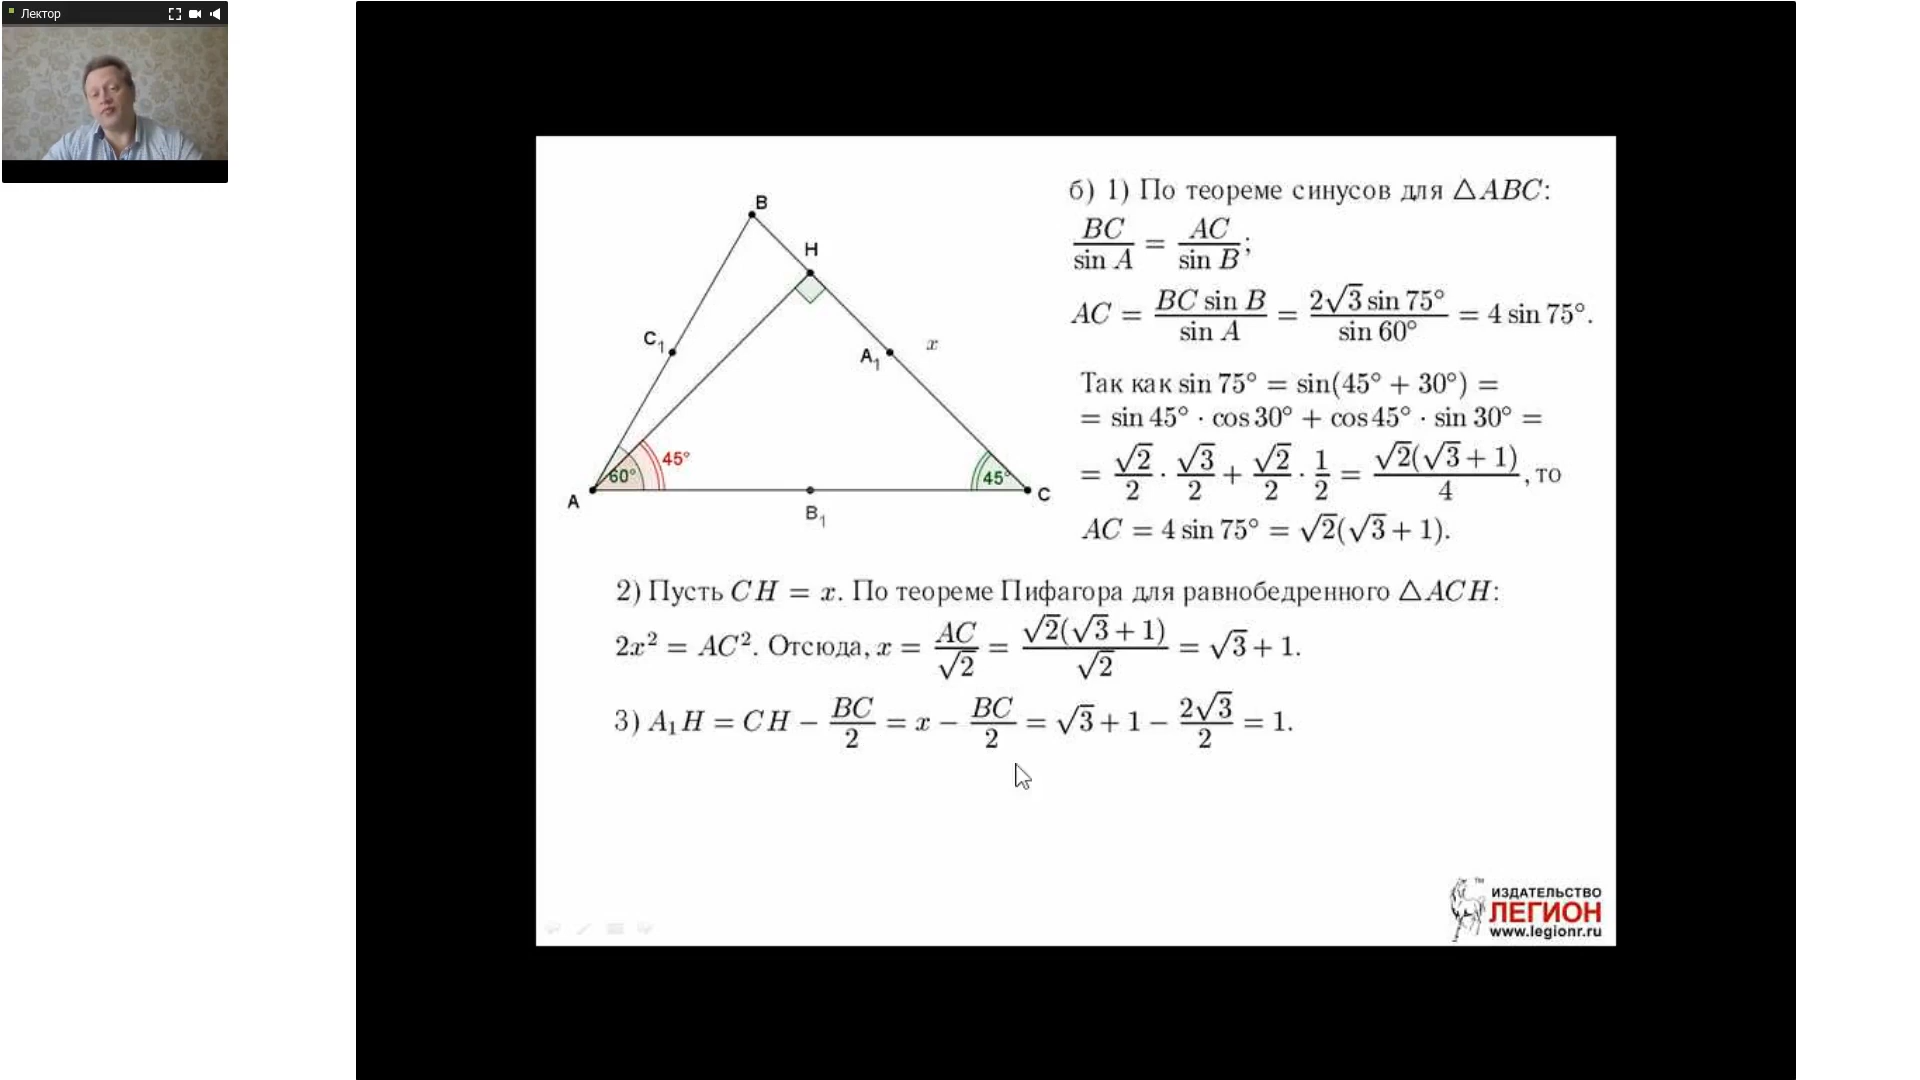 Лектор
B
H
C₁
A₁
x
45°
60°
45°
A
B₁
C
б) 1) По теореме синусов для △ABC:
BC/sin A = AC/sin B;
AC = BC sin B/sin A = 2√3 sin 75°/sin 60° = 4 sin 75°.
Так как sin 75° = sin(45° + 30°) =
= sin 45° · cos 30° + cos 45° · sin 30° =
= √2/2 · √3/2 + √2/2 · 1/2 = √2(√3 + 1)/4, то
AC = 4 sin 75° = √2(√3 + 1).
2) Пусть CH = x. По теореме Пифагора для равнобедренного △ACH:
2x² = AC². Отсюда, x = AC/√2 = √2(√3 + 1)/√2 = √3 + 1.
3) A₁H = CH − BC/2 = x − BC/2 = √3 + 1 − 2√3/2 = 1.
TM
ИЗДАТЕЛЬСТВО
ЛЕГИОН
www.legionr.ru